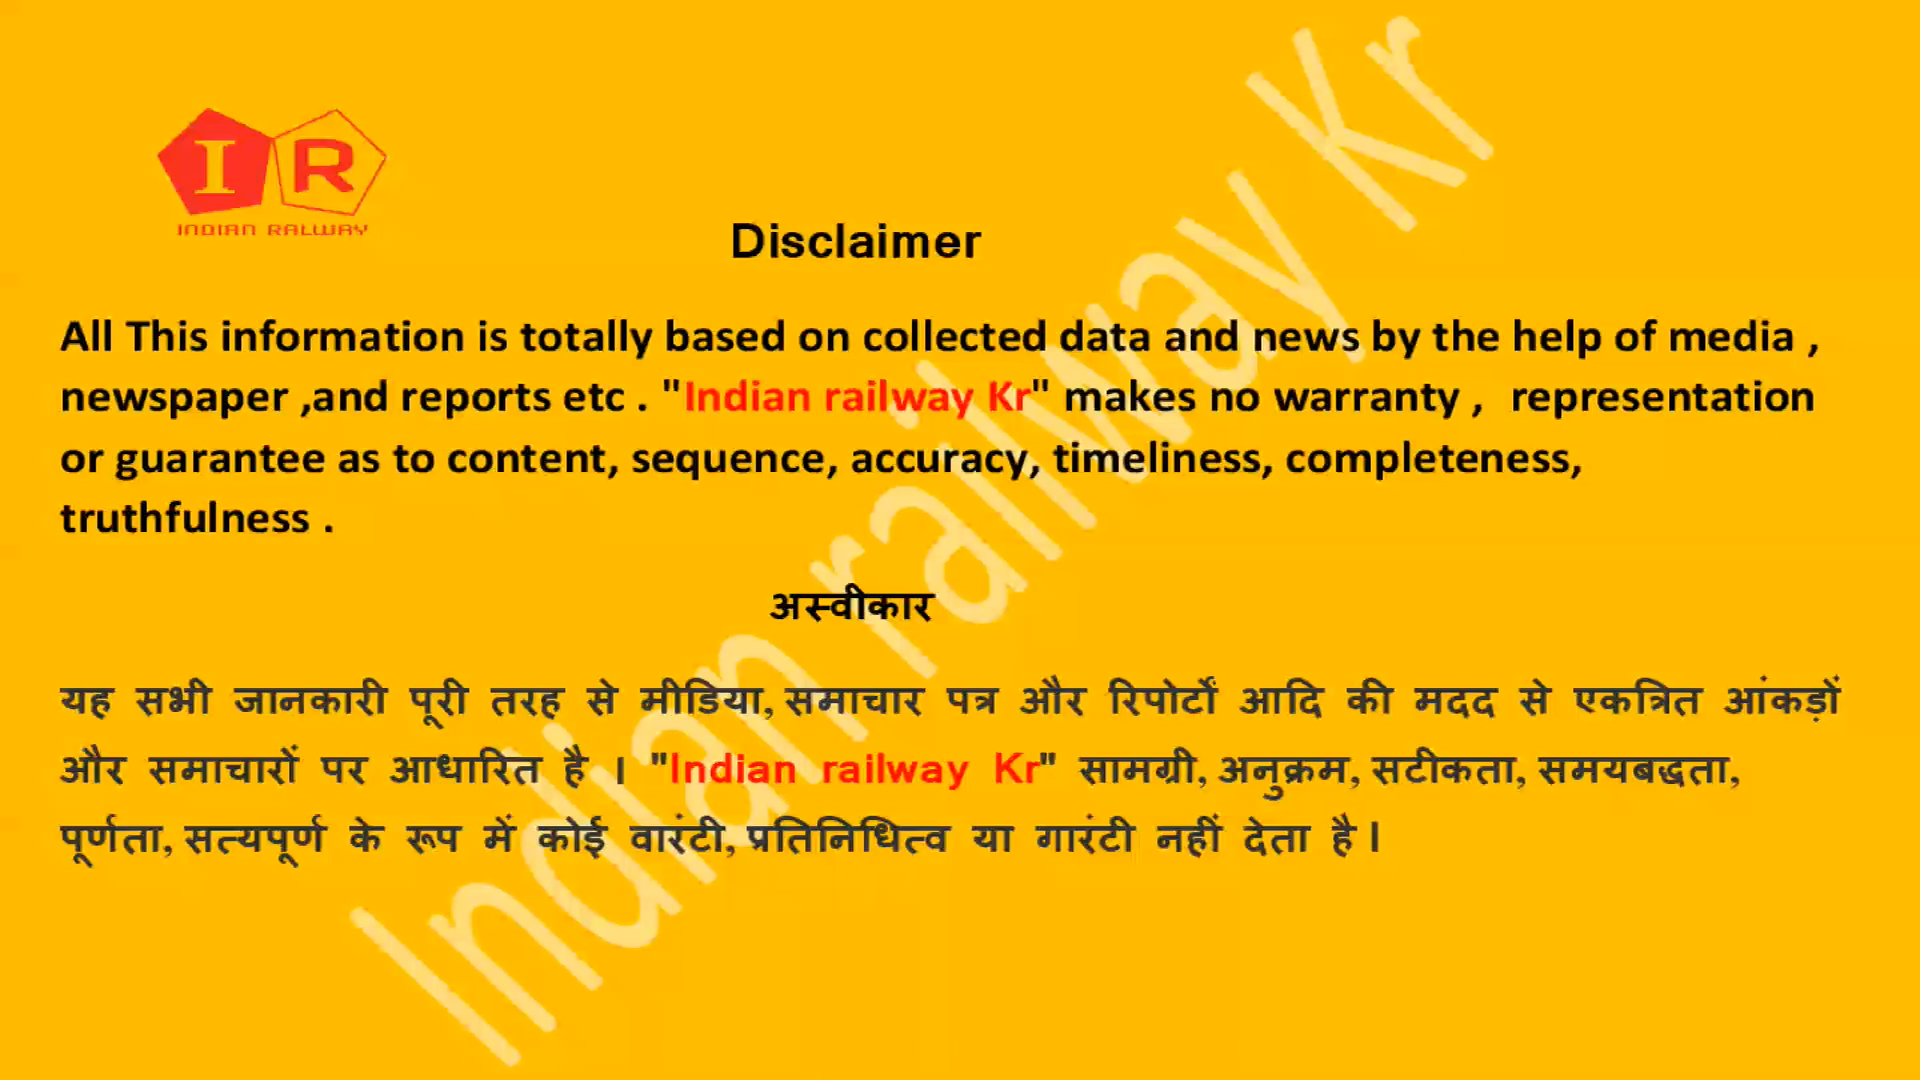 IR
INDIAN RALWAY
Disclaimer
All This information is totally based on collected data and news by the help of media ,
newspaper ,and reports etc . "Indian railway Kr" makes no warranty , representation
or guarantee as to content, sequence, accuracy, timeliness, completeness,
truthfulness .
अस्वीकार
यह सभी जानकारी पूरी तरह से मीडिया, समाचार पत्र और रिपोर्टों आदि की मदद से एकत्रित आंकड़ों
और समाचारों पर आधारित है । "Indian railway Kr" सामग्री, अनुक्रम, सटीकता, समयबद्धता,
पूर्णता, सत्यपूर्ण के रूप में कोई वारंटी, प्रतिनिधित्व या गारंटी नहीं देता है l
Indian railway Kr